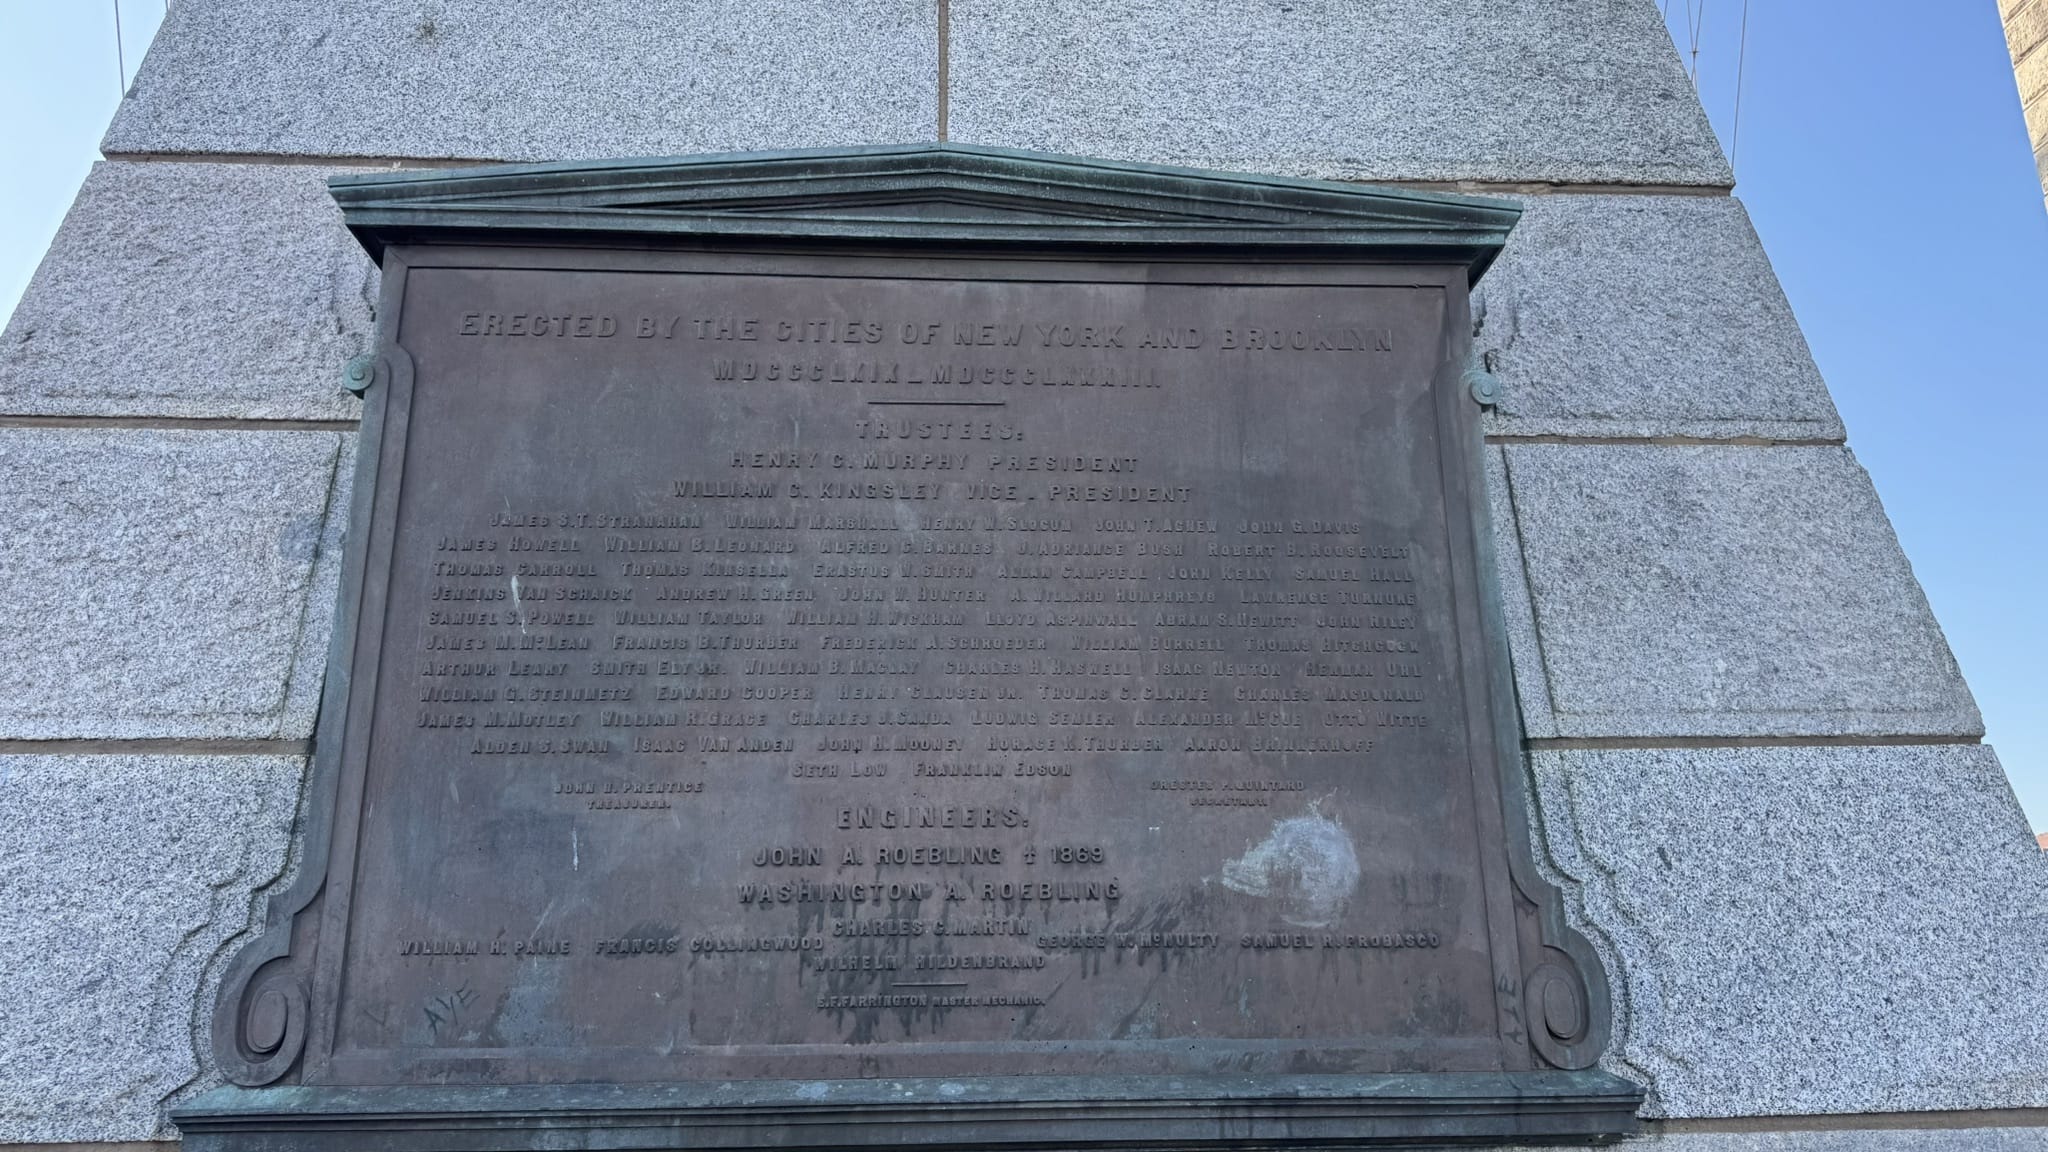 ERECTED BY THE CITIES OF NEW YORK AND BROOKLYN
MDCCCLXIX _ MDCCCLXXXIII.
TRUSTEES:
HENRY C. MURPHY PRESIDENT
WILLIAM C. KINGSLEY VICE - PRESIDENT
JAMES S.T. STRANAHAN WILLIAM MARSHALL HENRY W. SLOCUM JOHN T. AGNEW JOHN G. DAVIS
JAMES HOWELL WILLIAM B. LEONARD ALFRED C. BARNES J. ADRIANCE BUSH ROBERT B. ROOSEVELT
THOMAS CARROLL THOMAS KINSELLA ERASTUS W. SMITH ALLAN CAMPBELL JOHN KELLY SAMUEL HALL
JENKINS VAN SCHAICK ANDREW H. GREEN JOHN W. HUNTER A. WILLARD HUMPHREYS LAWRENCE TURNURE
SAMUEL S. POWELL WILLIAM TAYLOR WILLIAM H. WICKHAM LLOYD ASPINWALL ABRAM S. HEWITT JOHN RILEY
JAMES M. McLEAN FRANCIS B. THURBER FREDERICK A. SCHROEDER WILLIAM BURRELL THOMAS HITCHCOCK
ARTHUR LEARY SMITH ELY JR. WILLIAM B. MACLAY CHARLES H. HASWELL ISAAC NEWTON HERMAN UHL
WILLIAM G. STEINMETZ EDWARD COOPER HENRY CLAUSEN JR. THOMAS C. CLARKE CHARLES MACDONALD
JAMES M. MOTLEY WILLIAM R. GRACE CHARLES J. CANDA LUDWIG SEMLER ALEXANDER McCUE OTTO WITTE
ALDEN S. SWAN ISAAC VAN ANDEN JOHN H. MOONEY HORACE K. THURBER AARON BRINKERHOFF
SETH LOW FRANKLIN EDSON
JOHN H. PRENTICE ORESTES P. QUINTARD
TREASURER. SECRETARY.
ENGINEERS.
JOHN A. ROEBLING † 1869
WASHINGTON A. ROEBLING
CHARLES C. MARTIN
WILLIAM H. PAINE FRANCIS COLLINGWOOD GEORGE W. McNULTY SAMUEL R. PROBASCO
WILHELM HILDENBRAND
E.F. FARRINGTON MASTER MECHANIC.
AYE